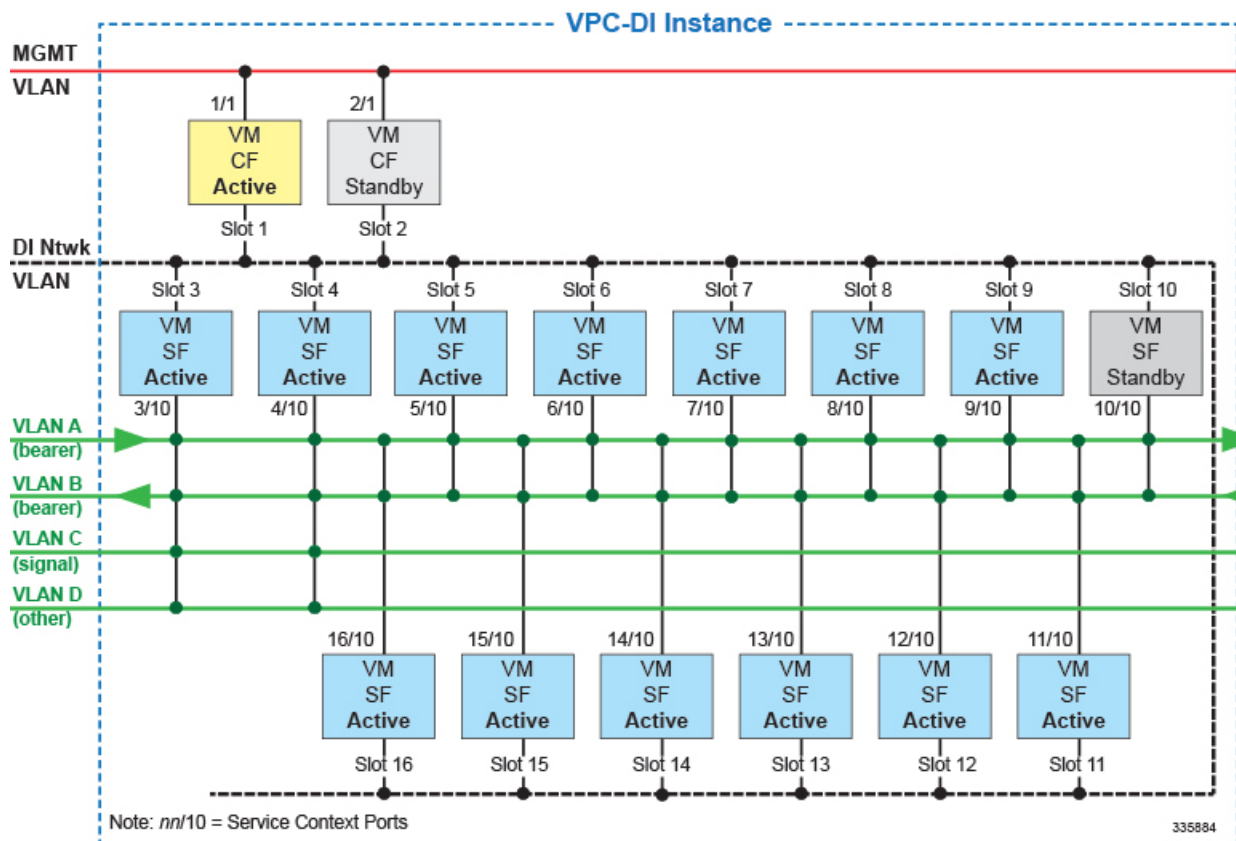 VPC-DI Instance
MGMT
VLAN
1/1
2/1
VM
CF
Active
VM
CF
Standby
Slot 1
Slot 2
DI Ntwk
VLAN
Slot 3
Slot 4
Slot 5
Slot 6
Slot 7
Slot 8
Slot 9
Slot 10
VM
SF
Active
VM
SF
Active
VM
SF
Active
VM
SF
Active
VM
SF
Active
VM
SF
Active
VM
SF
Active
VM
SF
Standby
3/10
4/10
5/10
6/10
7/10
8/10
9/10
10/10
VLAN A
(bearer)
VLAN B
(bearer)
VLAN C
(signal)
VLAN D
(other)
16/10
15/10
14/10
13/10
12/10
11/10
VM
SF
Active
VM
SF
Active
VM
SF
Active
VM
SF
Active
VM
SF
Active
VM
SF
Active
Slot 16
Slot 15
Slot 14
Slot 13
Slot 12
Slot 11
Note: nn/10 = Service Context Ports
335884